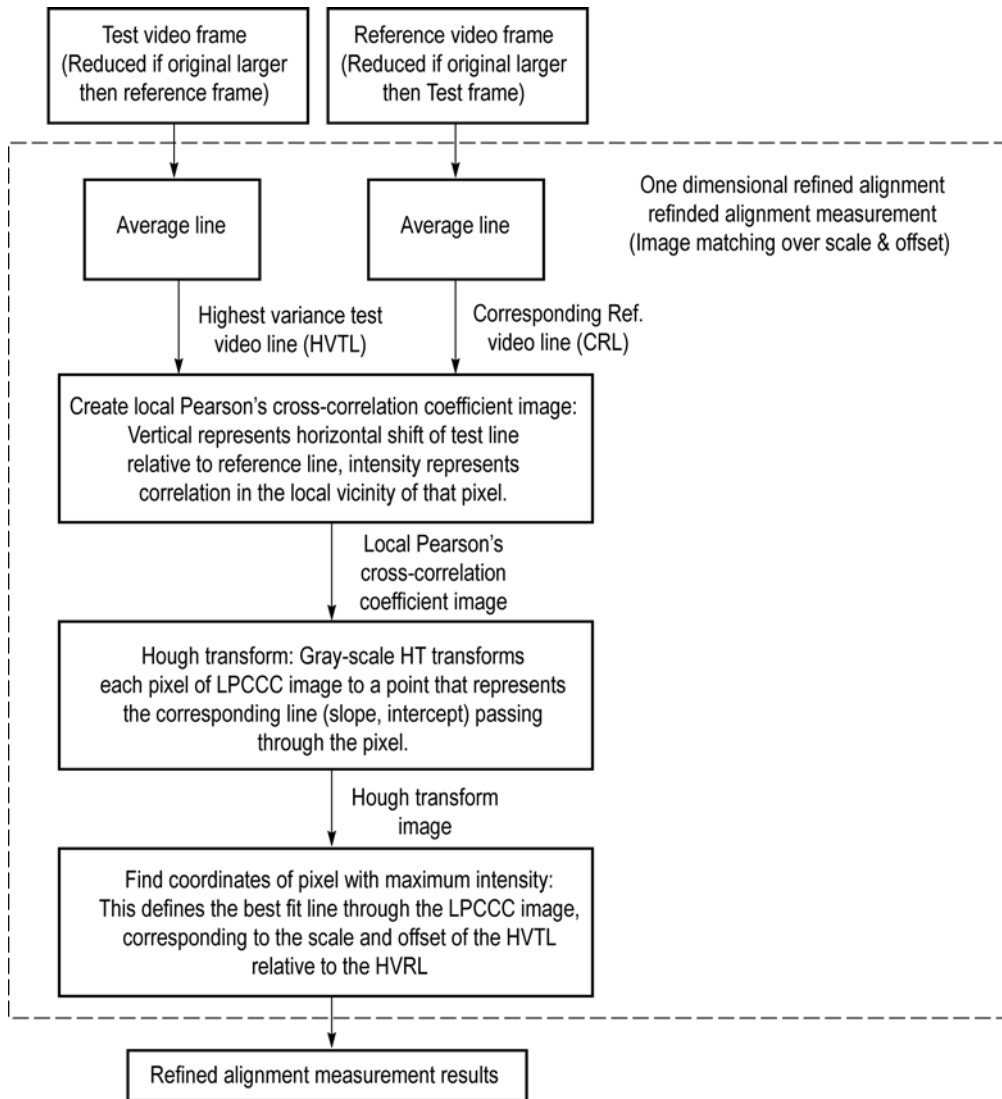 Test video frame
(Reduced if original larger
then reference frame)
Reference video frame
(Reduced if original larger
then Test frame)
One dimensional refined alignment
refinded alignment measurement
(Image matching over scale & offset)
Average line
Average line
Highest variance test
video line (HVTL)
Corresponding Ref.
video line (CRL)
Create local Pearson's cross-correlation coefficient image:
Vertical represents horizontal shift of test line
relative to reference line, intensity represents
correlation in the local vicinity of that pixel.
Local Pearson's
cross-correlation
coefficient image
Hough transform: Gray-scale HT transforms
each pixel of LPCCC image to a point that represents
the corresponding line (slope, intercept) passing
through the pixel.
Hough transform
image
Find coordinates of pixel with maximum intensity:
This defines the best fit line through the LPCCC image,
corresponding to the scale and offset of the HVTL
relative to the HVRL
Refined alignment measurement results